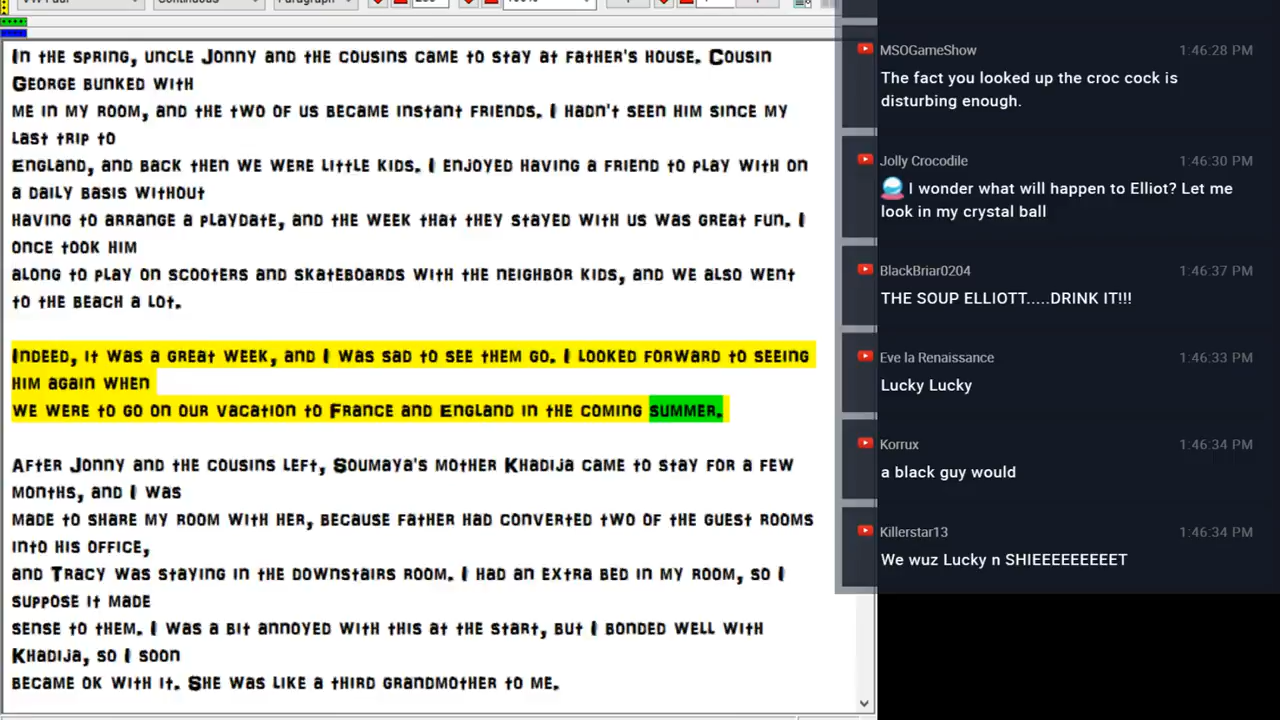 In the spring, uncle Jonny and the cousins came to stay at father's house. Cousin
George bunked with
me in my room, and the two of us became instant friends. I hadn't seen him since my
last trip to
England, and back then we were little kids. I enjoyed having a friend to play with on
a daily basis without
having to arrange a playdate, and the week that they stayed with us was great fun. I
once took him
along to play on scooters and skateboards with the neighbor kids, and we also went
to the beach a lot.
Indeed, it was a great week, and I was sad to see them go. I looked forward to seeing
him again when
we were to go on our vacation to France and England in the coming summer.
After Jonny and the cousins left, Soumaya's mother Khadija came to stay for a few
months, and I was
made to share my room with her, because father had converted two of the guest rooms
into his office,
and Tracy was staying in the downstairs room. I had an extra bed in my room, so I
suppose it made
sense to them. I was a bit annoyed with this at the start, but I bonded well with
Khadija, so I soon
became ok with it. She was like a third grandmother to me.
MSOGameShow 1:46:28 PM
The fact you looked up the croc cock is
disturbing enough.
Jolly Crocodile 1:46:30 PM
🔮 I wonder what will happen to Elliot? Let me
look in my crystal ball
BlackBriar0204 1:46:37 PM
THE SOUP ELLIOTT.....DRINK IT!!!
Eve la Renaissance 1:46:33 PM
Lucky Lucky
Korrux 1:46:34 PM
a black guy would
Killerstar13 1:46:34 PM
We wuz Lucky n SHIEEEEEEEEET